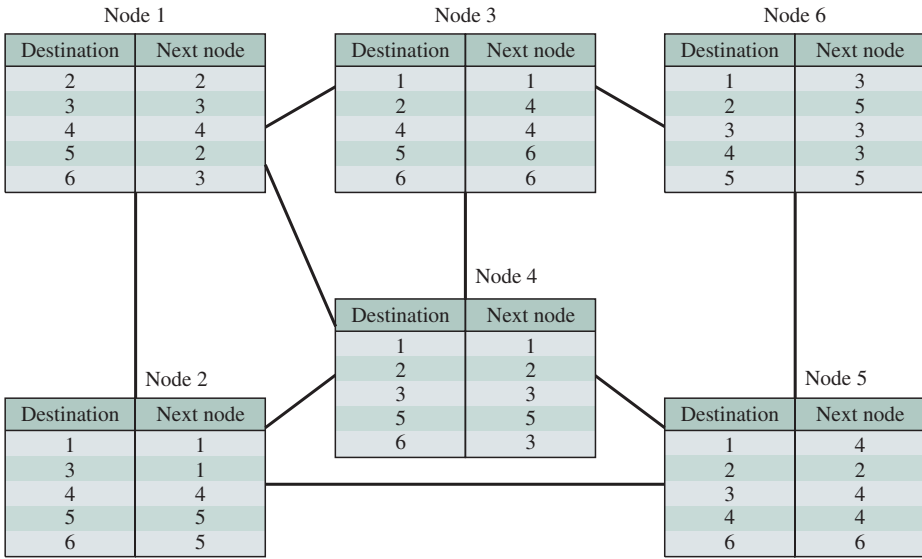 Node 1
Destination Next node
2 2
3 3
4 4
5 2
6 3
Node 3
Destination Next node
1 1
2 4
4 4
5 6
6 6
Node 6
Destination Next node
1 3
2 5
3 3
4 3
5 5
Node 4
Destination Next node
1 1
2 2
3 3
5 5
6 3
Node 2
Destination Next node
1 1
3 1
4 4
5 5
6 5
Node 5
Destination Next node
1 4
2 2
3 4
4 4
6 6